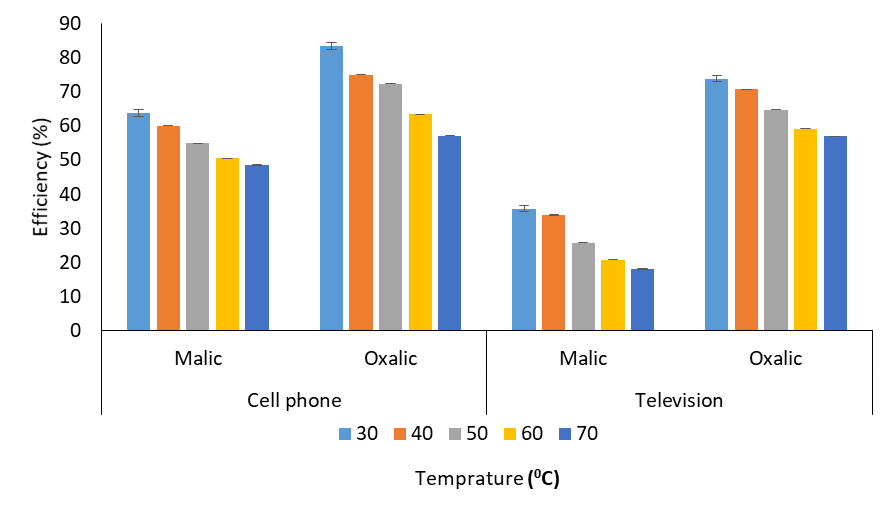 90
80
70
60
50
40
30
20
10
0
Efficiency (%)
Malic Oxalic Malic Oxalic
Cell phone Television
30 40 50 60 70
Temprature (⁰C)